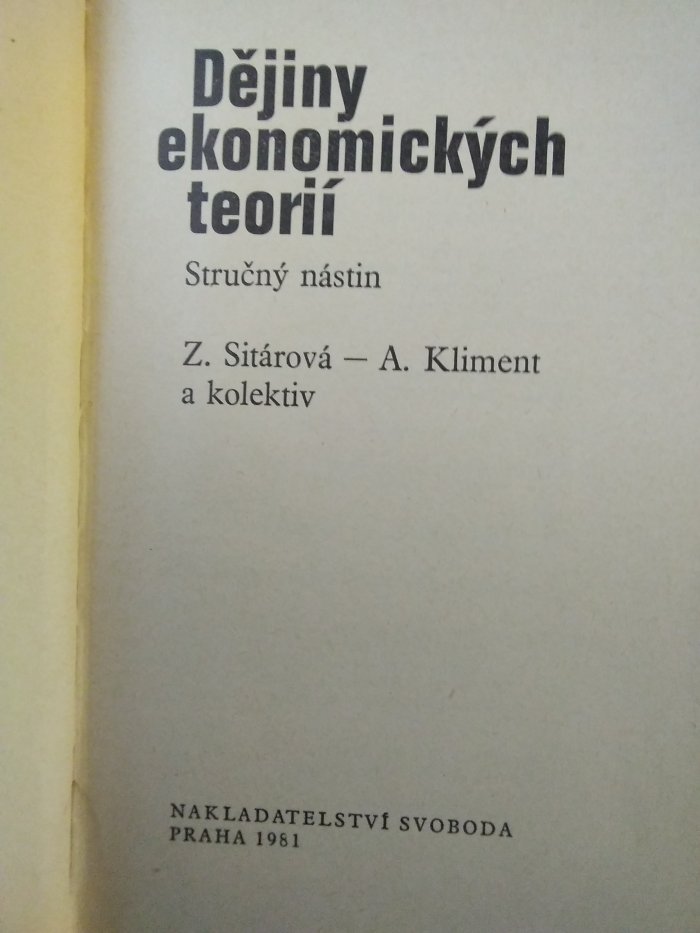 Dějiny
ekonomických
teorií
Stručný nástin
Z. Sitárová — A. Kliment
a kolektiv
NAKLADATELSTVÍ SVOBODA
PRAHA 1981